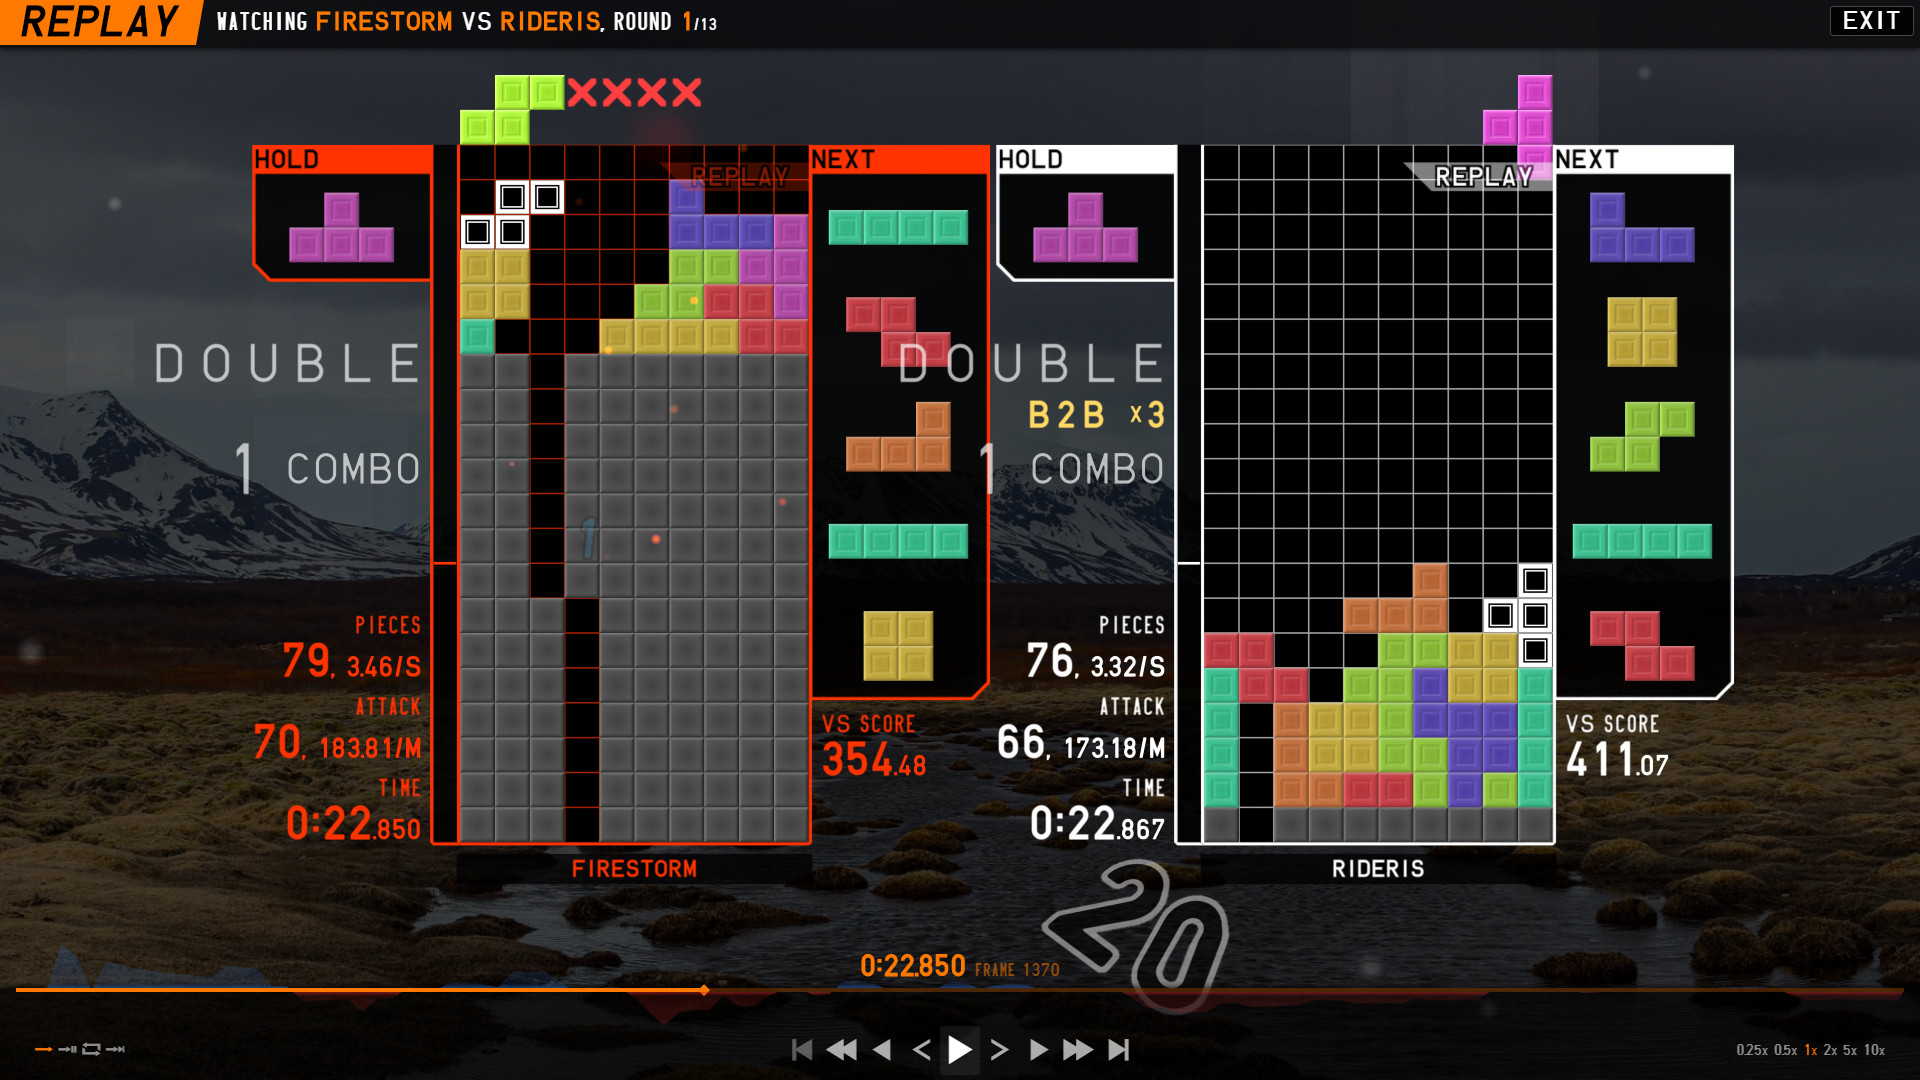 REPLAY
WATCHING FIRESTORM VS RIDERIS, ROUND 1/13
EXIT
HOLD
REPLAY
NEXT
DOUBLE
1 COMBO
1
PIECES
79, 3.46/S
ATTACK
70, 183.81/M
TIME
0:22.850
VS SCORE
354.48
FIRESTORM
HOLD
REPLAY
NEXT
DOUBLE
B2B ×3
1 COMBO
PIECES
76, 3.32/S
ATTACK
66, 173.18/M
TIME
0:22.867
VS SCORE
411.07
RIDERIS
20
0:22.850 FRAME 1370
0.25x 0.5x 1x 2x 5x 10x